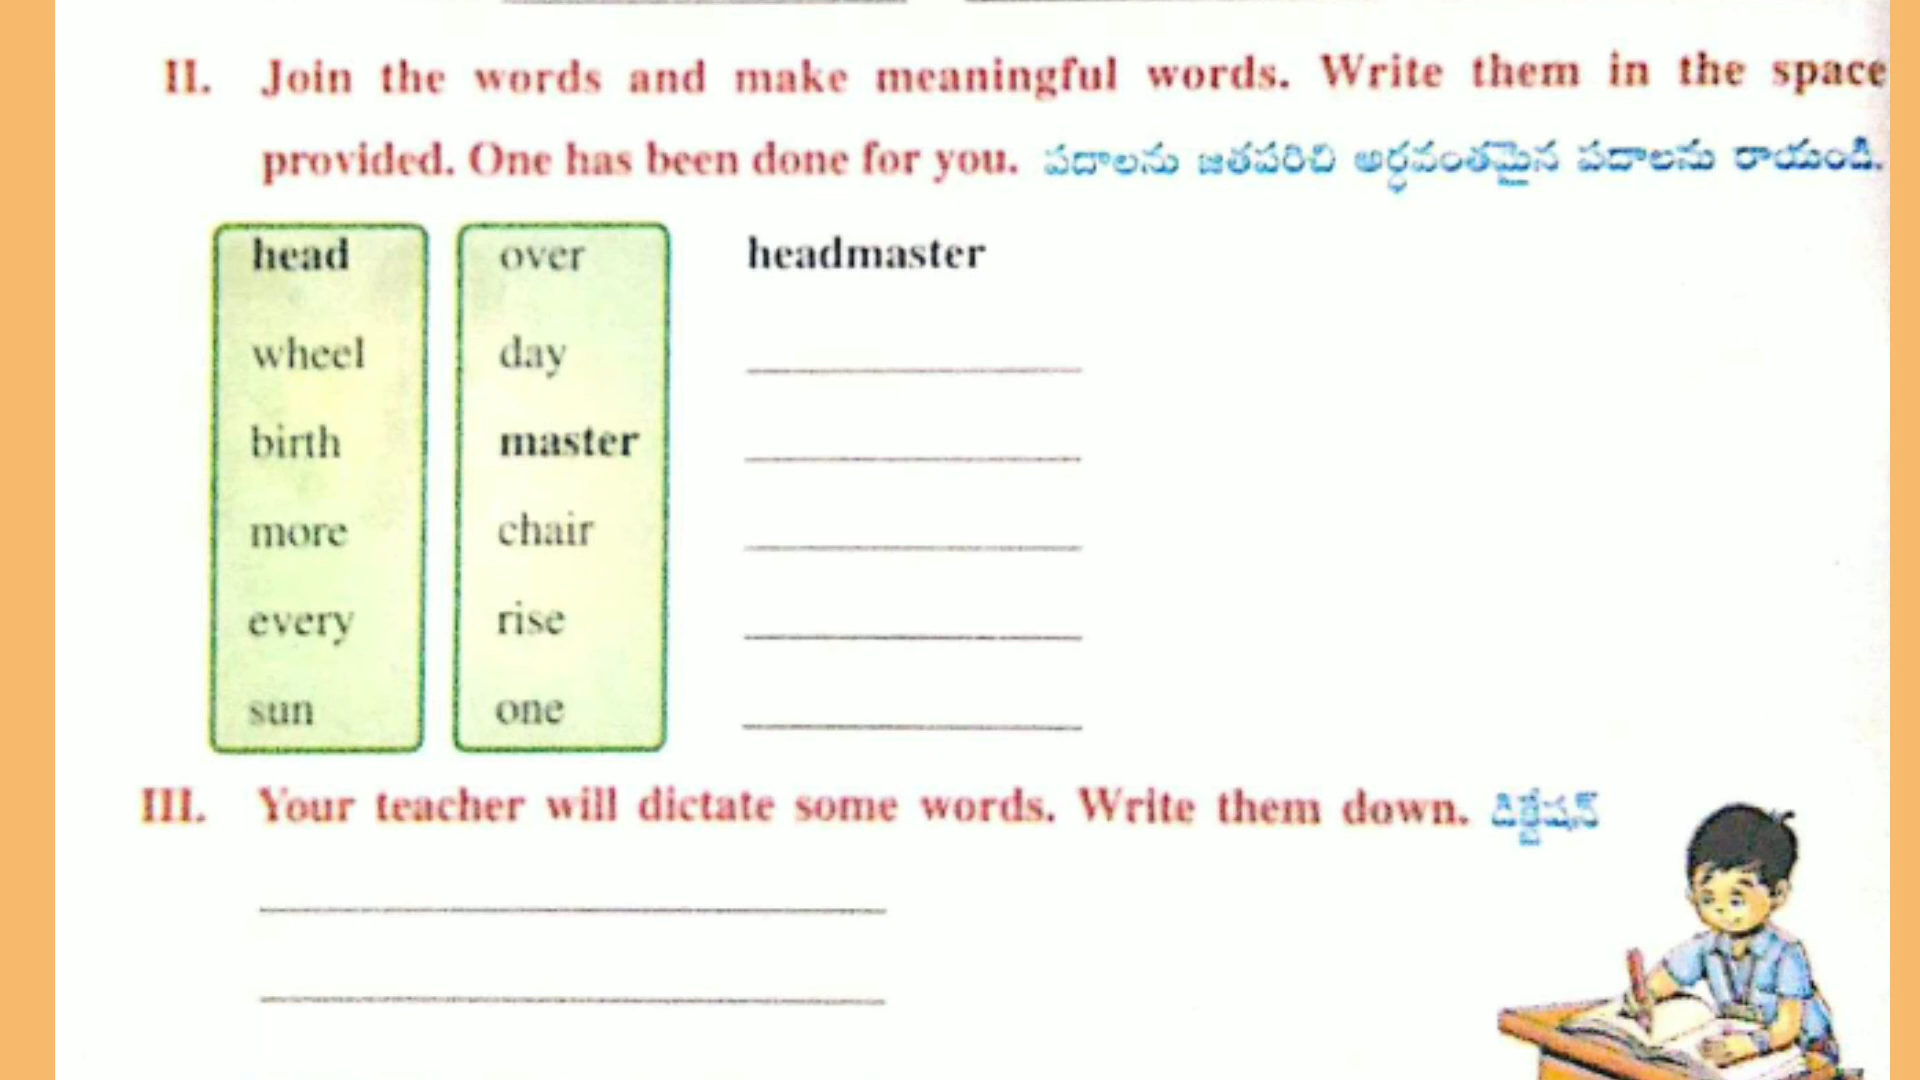 II. Join the words and make meaningful words. Write them in the space
provided. One has been done for you. పదాలను జతపరిచి అర్ధవంతమైన పదాలను రాయండి.
head over headmaster
wheel day
birth master
more chair
every rise
sun one
III. Your teacher will dictate some words. Write them down. డిక్టేషన్